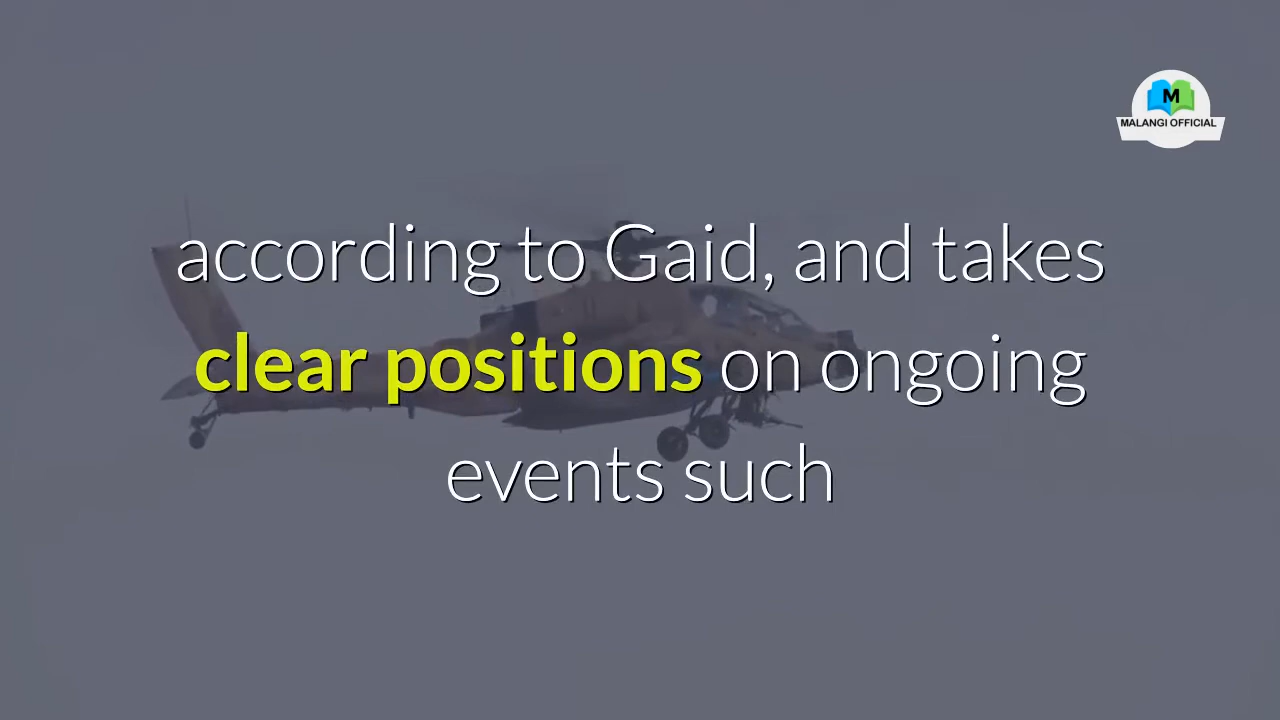 M
MALANGI OFFICIAL
according to Gaid, and takes
clear positions on ongoing
events such